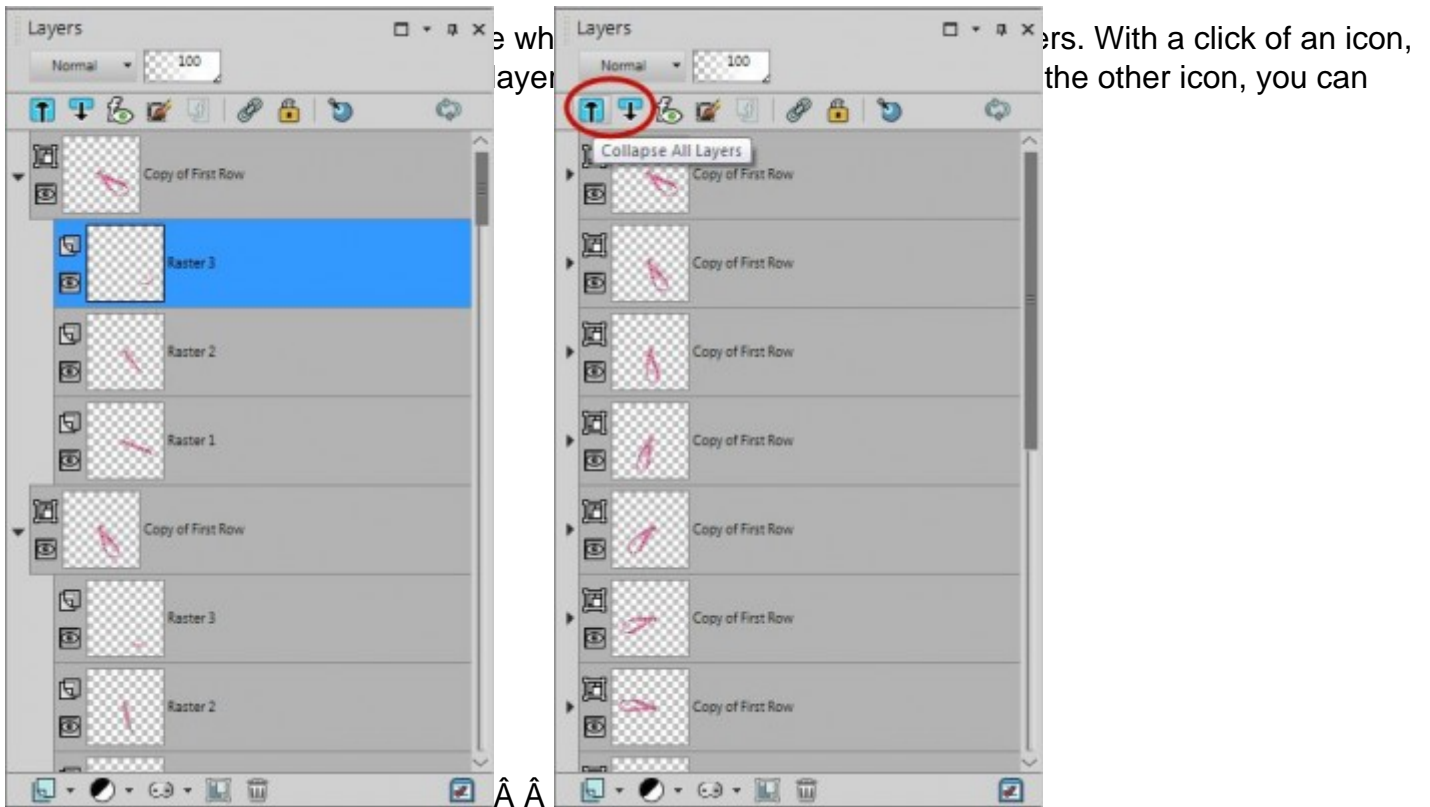 Layers
Normal 100
Copy of First Row
Raster 3
Raster 2
Raster 1
Copy of First Row
Raster 3
Raster 2
e wh
layer
Layers
Normal 100
Collapse All Layers
Copy of First Row
Copy of First Row
Copy of First Row
Copy of First Row
Copy of First Row
Copy of First Row
Copy of First Row
ers. With a click of an icon,
the other icon, you can
Â Â